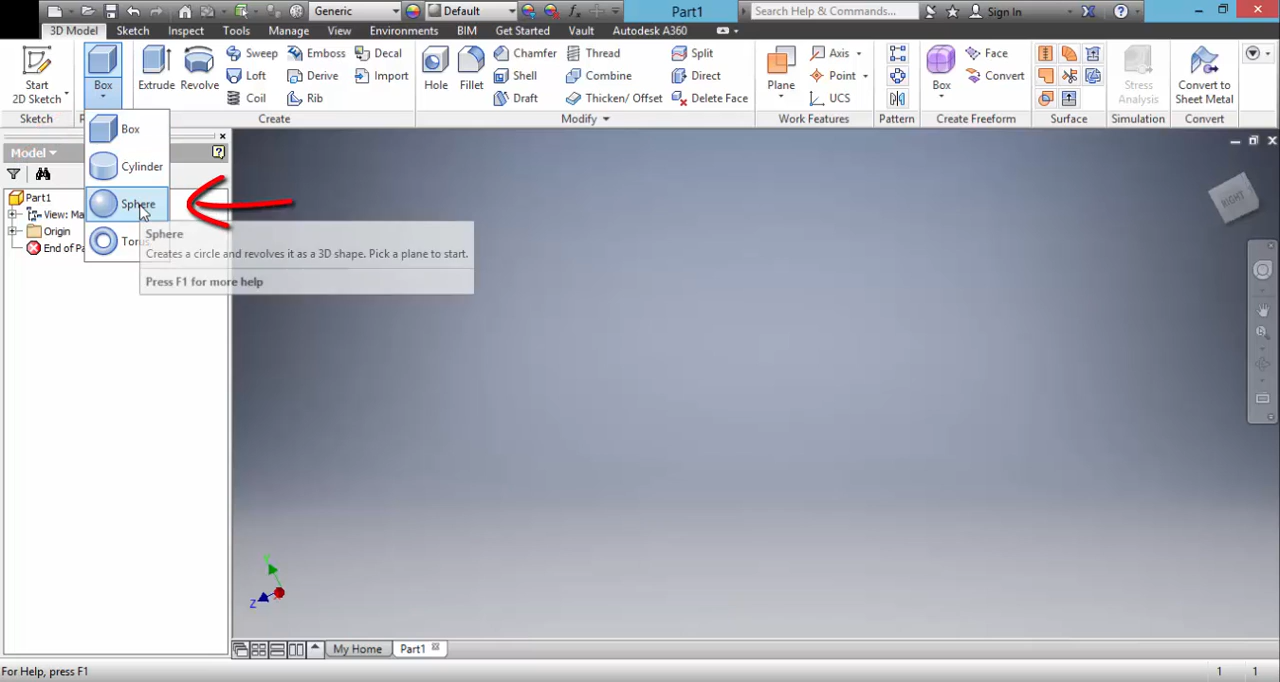 Generic
Default
Part1
Search Help & Commands...
Sign In
3D Model Sketch Inspect Tools Manage View Environments BIM Get Started Vault Autodesk A360
Start
2D Sketch
Box
Extrude
Revolve
Sweep
Loft
Coil
Emboss
Derive
Rib
Decal
Import
Hole
Fillet
Chamfer
Shell
Draft
Thread
Combine
Thicken/ Offset
Split
Direct
Delete Face
Plane
Axis
Point
UCS
Box
Face
Convert
Stress
Analysis
Convert to
Sheet Metal
Sketch
Create
Modify
Work Features
Pattern
Create Freeform
Surface
Simulation
Convert
Box
Cylinder
Sphere
Model
Part1
View: Ma
Origin
End of Pa
Sphere
Creates a circle and revolves it as a 3D shape. Pick a plane to start.
Press F1 for more help
RIGHT
Y
Z
My Home
Part1
For Help, press F1
1 1